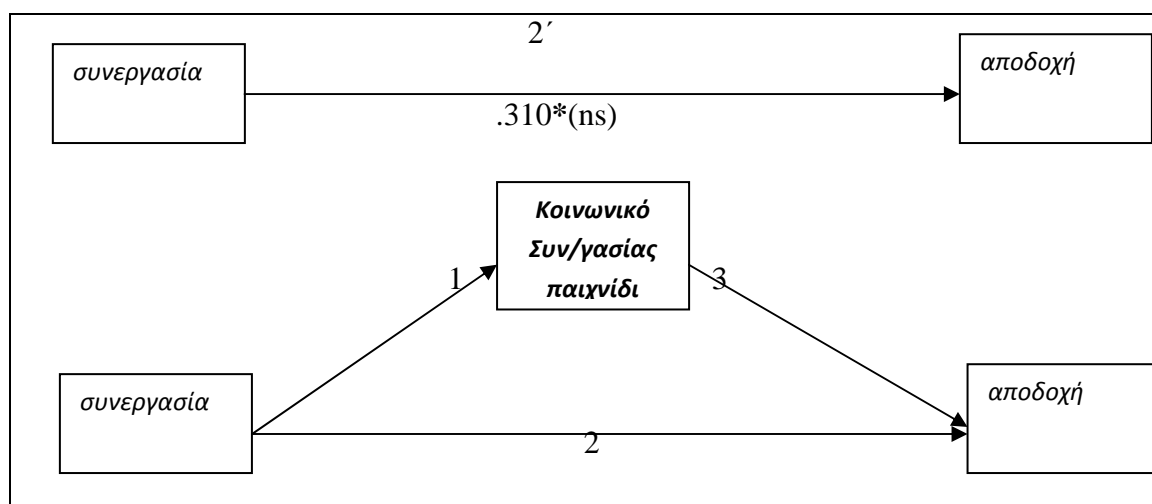 2΄
συνεργασία
αποδοχή
.310*(ns)
Κοινωνικό
Συν/γασίας
παιχνίδι
1
3
συνεργασία
αποδοχή
2